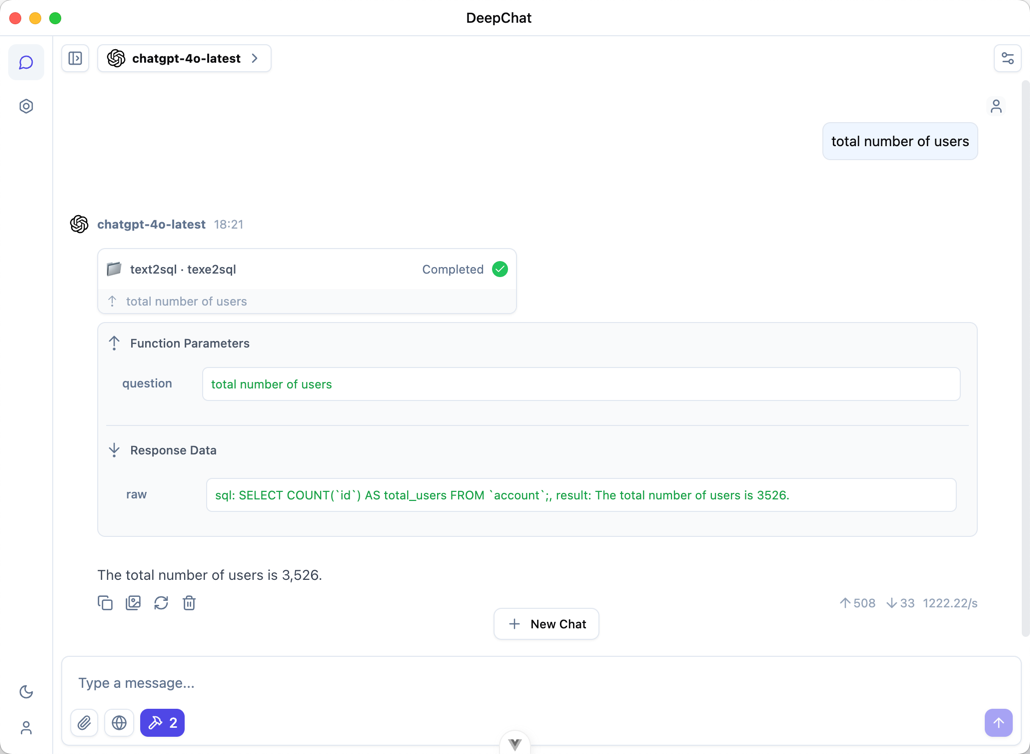 DeepChat
chatgpt-4o-latest
total number of users
chatgpt-4o-latest 18:21
text2sql · texe2sql Completed
total number of users
Function Parameters
question total number of users
Response Data
raw sql: SELECT COUNT(`id`) AS total_users FROM `account`;, result: The total number of users is 3526.
The total number of users is 3,526.
508 33 1222.22/s
New Chat
Type a message...
2